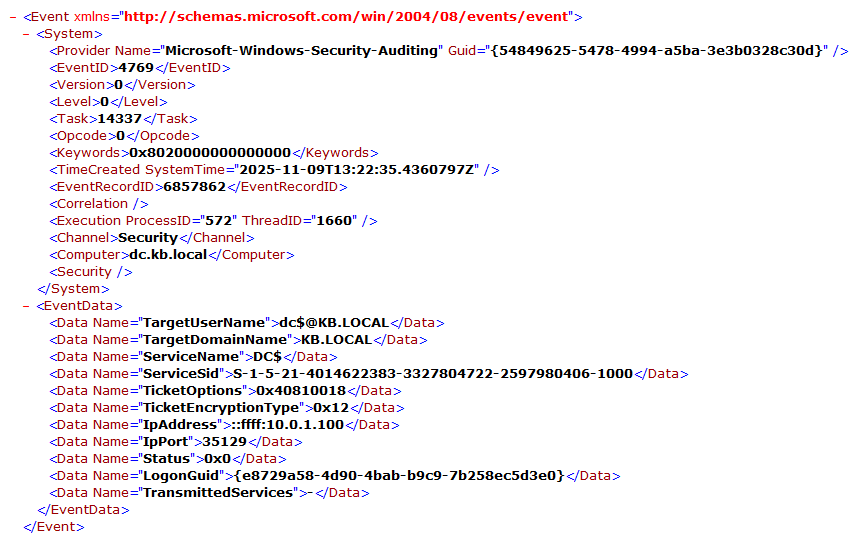 – <Event xmlns="http://schemas.microsoft.com/win/2004/08/events/event">
– <System>
<Provider Name="Microsoft-Windows-Security-Auditing" Guid="{54849625-5478-4994-a5ba-3e3b0328c30d}" />
<EventID>4769</EventID>
<Version>0</Version>
<Level>0</Level>
<Task>14337</Task>
<Opcode>0</Opcode>
<Keywords>0x8020000000000000</Keywords>
<TimeCreated SystemTime="2025-11-09T13:22:35.4360797Z" />
<EventRecordID>6857862</EventRecordID>
<Correlation />
<Execution ProcessID="572" ThreadID="1660" />
<Channel>Security</Channel>
<Computer>dc.kb.local</Computer>
<Security />
</System>
– <EventData>
<Data Name="TargetUserName">dc$@KB.LOCAL</Data>
<Data Name="TargetDomainName">KB.LOCAL</Data>
<Data Name="ServiceName">DC$</Data>
<Data Name="ServiceSid">S-1-5-21-4014622383-3327804722-2597980406-1000</Data>
<Data Name="TicketOptions">0x40810018</Data>
<Data Name="TicketEncryptionType">0x12</Data>
<Data Name="IpAddress">::ffff:10.0.1.100</Data>
<Data Name="IpPort">35129</Data>
<Data Name="Status">0x0</Data>
<Data Name="LogonGuid">{e8729a58-4d90-4bab-b9c9-7b258ec5d3e0}</Data>
<Data Name="TransmittedServices">-</Data>
</EventData>
</Event>